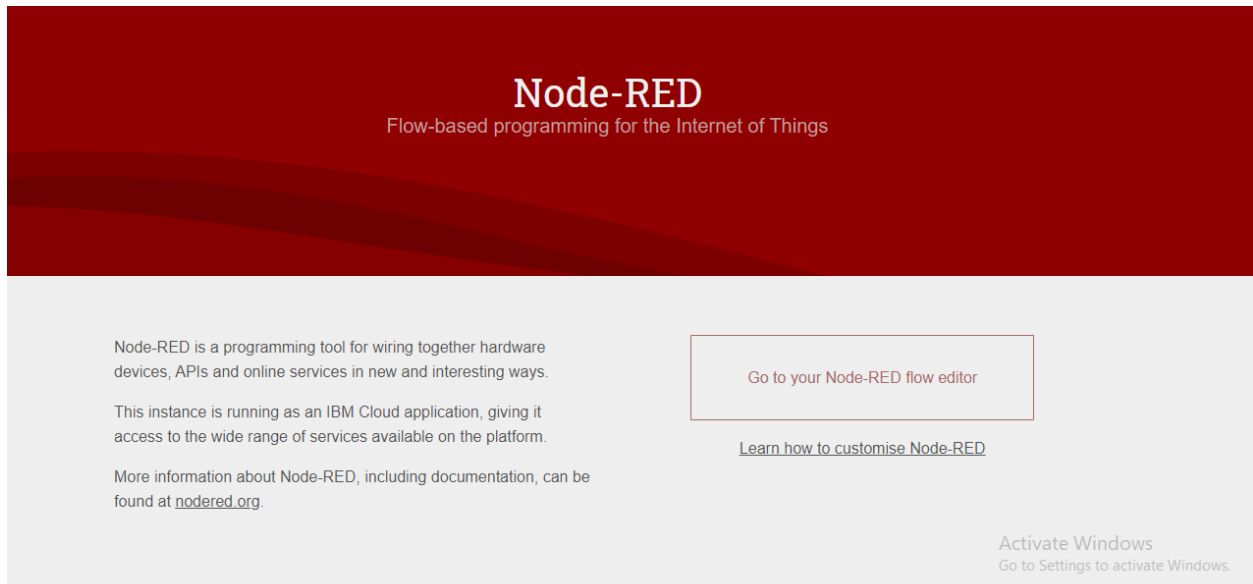 Node-RED
Flow-based programming for the Internet of Things
Node-RED is a programming tool for wiring together hardware
devices, APIs and online services in new and interesting ways.
This instance is running as an IBM Cloud application, giving it
access to the wide range of services available on the platform.
More information about Node-RED, including documentation, can be
found at nodered.org.
Go to your Node-RED flow editor
Learn how to customise Node-RED
Activate Windows
Go to Settings to activate Windows.